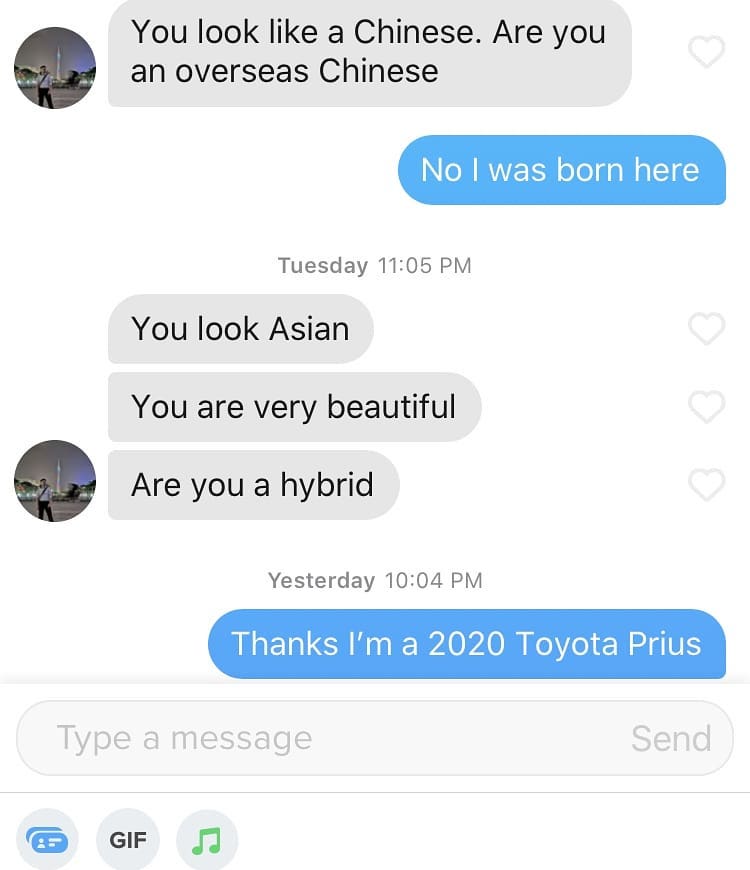 You look like a Chinese. Are you
an overseas Chinese
No I was born here
Tuesday 11:05 PM
You look Asian
You are very beautiful
Are you a hybrid
Yesterday 10:04 PM
Thanks I’m a 2020 Toyota Prius
Type a message
Send
GIF